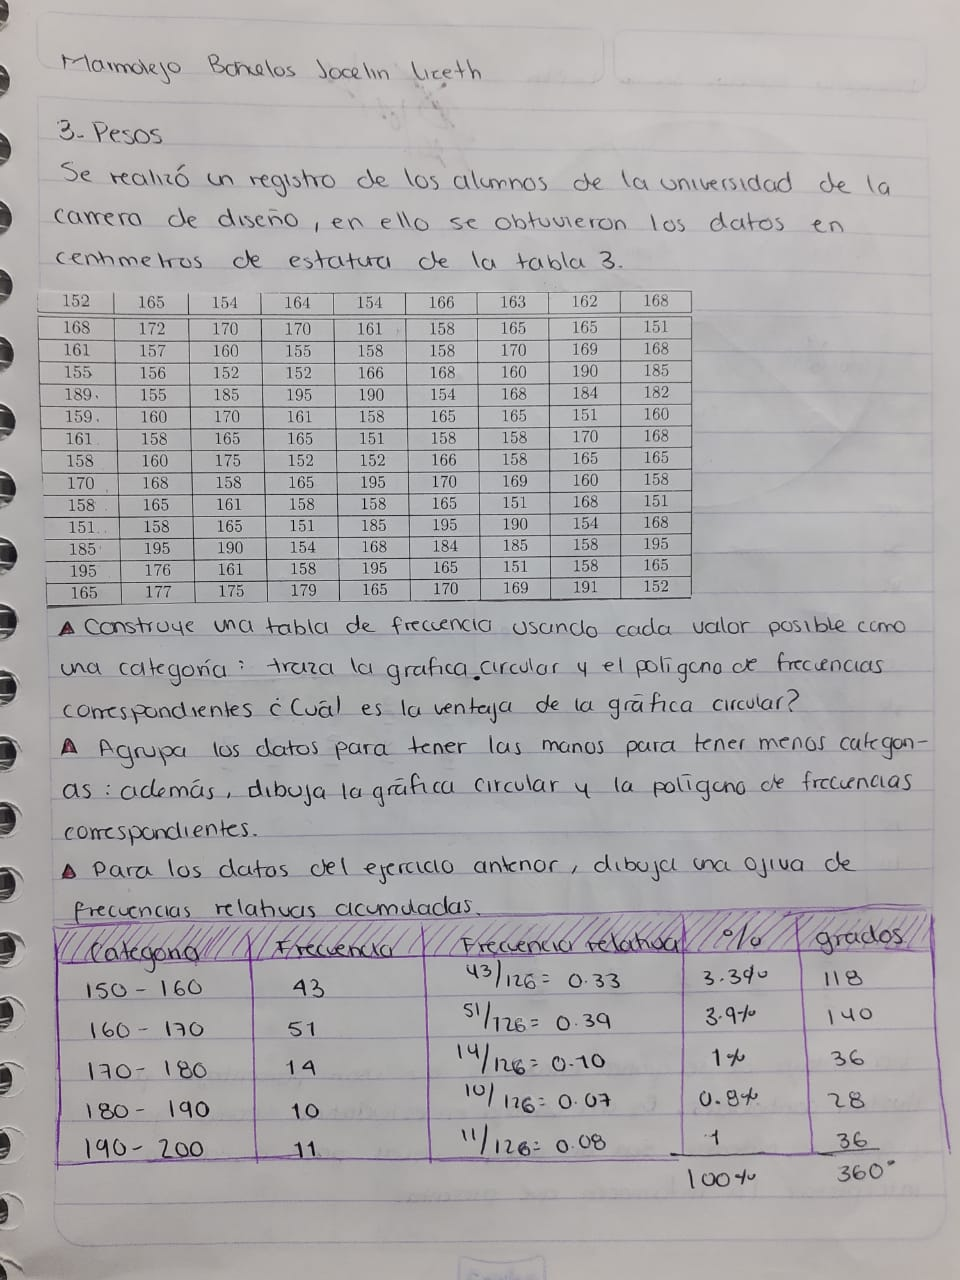 Marmolejo Bañuelos Jocelin Liceth
3- Pesos
Se realizó un registro de los alumnos de la universidad de la
carrera de diseño, en ello se obtuvieron los datos en
centimetros de estatura de la tabla 3.
152 165 154 164 154 166 163 162 168
168 172 170 170 161 158 165 165 151
161 157 160 155 158 158 170 169 168
155 156 152 152 166 168 160 190 185
189 155 185 195 190 154 168 184 182
159 160 170 161 158 165 165 151 160
161 158 165 165 151 158 158 170 168
158 160 175 152 152 166 158 165 165
170 168 158 165 195 170 169 160 158
158 165 161 158 158 165 151 168 151
151 158 165 151 185 195 190 154 168
185 195 190 154 168 184 185 158 195
195 176 161 158 195 165 151 158 165
165 177 175 179 165 170 169 191 152
Construye una tabla de frecuencia usando cada valor posible como
una categoría: traza la grafica circular y el poligono de frecuencias
correspondientes ¿Cuál es la ventaja de la gráfica circular?
Agrupa los datos para tener las manos para tener menos categori-
as: además, dibuja la gráfica circular y la poligono de frecuencias
correspondientes.
Para los datos del ejercicio anterior, dibuja una ojiva de
frecuencias relativas acumuladas.
Categoria Frecuencia Frecuencia relativa % grados
150 - 160 43 43/126 = 0.33 3.3% 118
160 - 170 51 51/126 = 0.39 3.9% 140
170 - 180 14 14/126 = 0.10 1% 36
180 - 190 10 10/126 = 0.07 0.8% 28
190 - 200 11 11/126 = 0.08 1 36
100% 360°